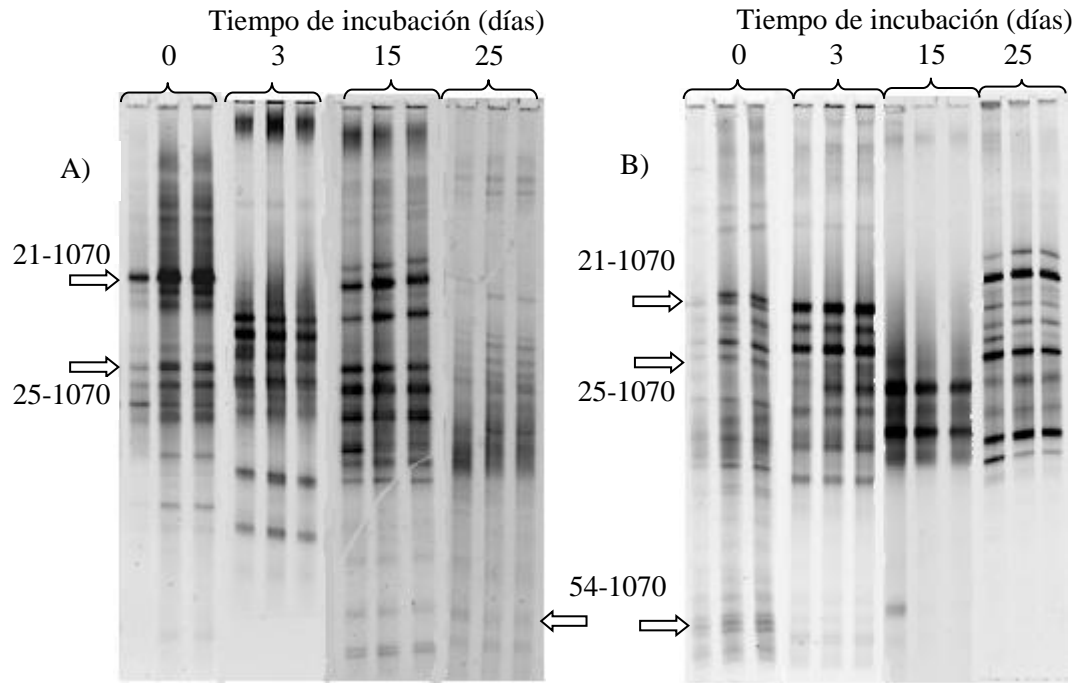 Tiempo de incubación (días)
0 3 15 25
A)
21-1070
25-1070
Tiempo de incubación (días)
0 3 15 25
B)
21-1070
25-1070
54-1070